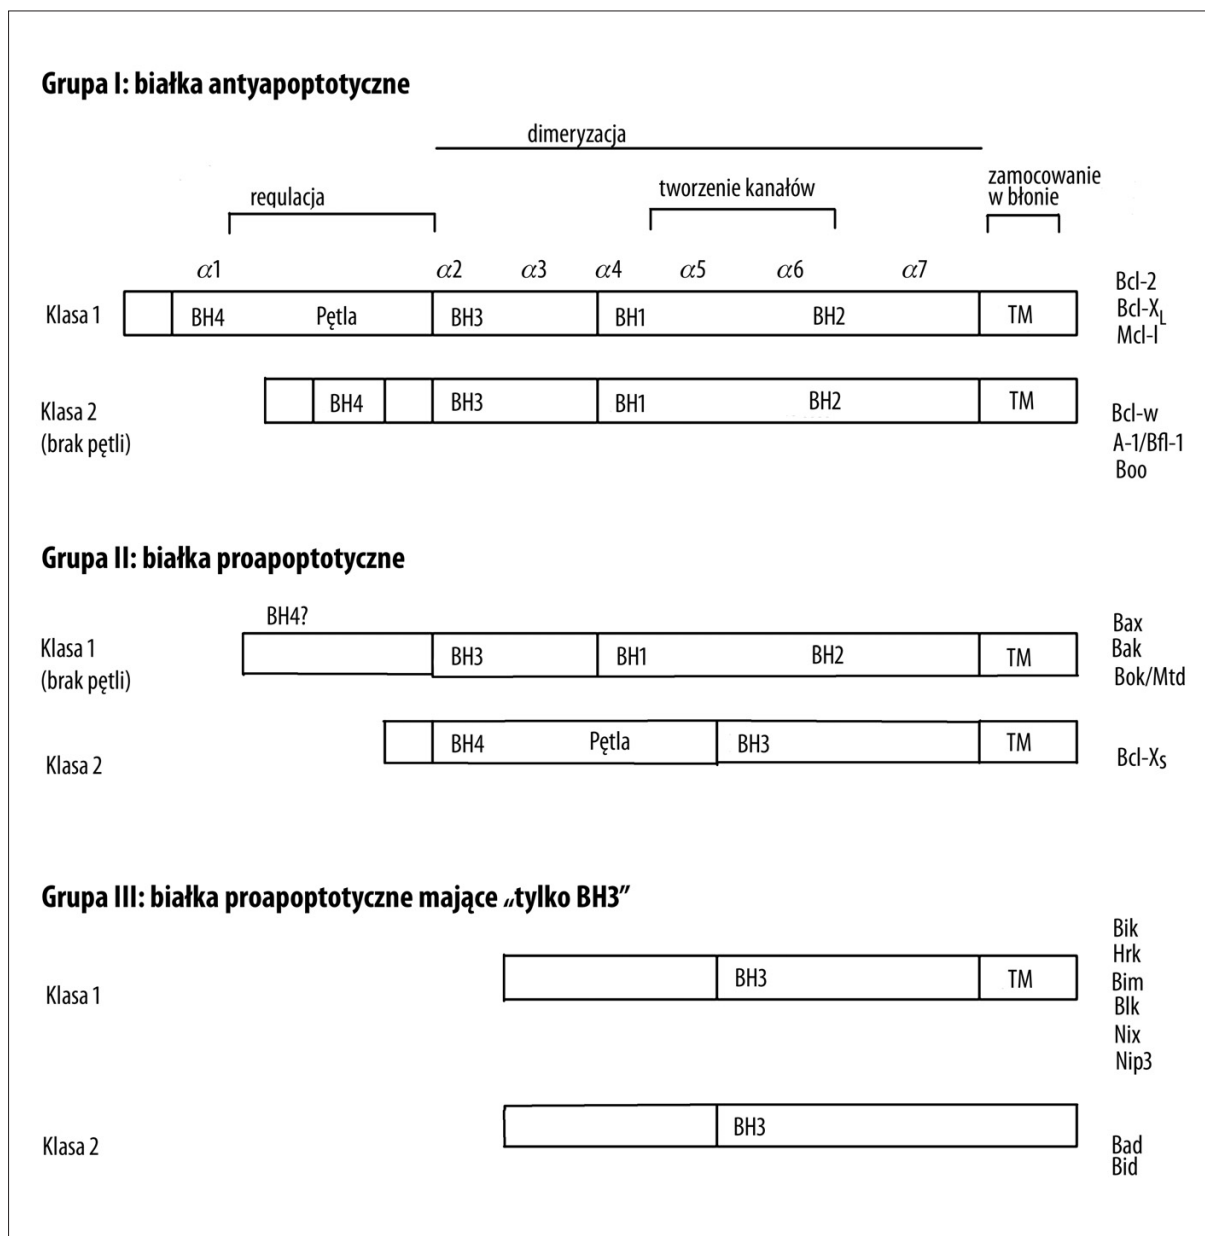 Grupa I: białka antyapoptotyczne
dimeryzacja
regulacja
tworzenie kanałów
zamocowanie
w błonie
α1 α2 α3 α4 α5 α6 α7
Klasa 1 BH4 Pętla BH3 BH1 BH2 TM
Bcl-2
Bcl-XL
Mcl-I
Klasa 2
(brak pętli)
BH4 BH3 BH1 BH2 TM
Bcl-w
A-1/Bfl-1
Boo
Grupa II: białka proapoptotyczne
BH4?
Klasa 1
(brak pętli)
BH3 BH1 BH2 TM
Bax
Bak
Bok/Mtd
Klasa 2 BH4 Pętla BH3 TM Bcl-XS
Grupa III: białka proapoptotyczne mające „tylko BH3”
Klasa 1 BH3 TM
Bik
Hrk
Bim
Blk
Nix
Nip3
Klasa 2 BH3
Bad
Bid